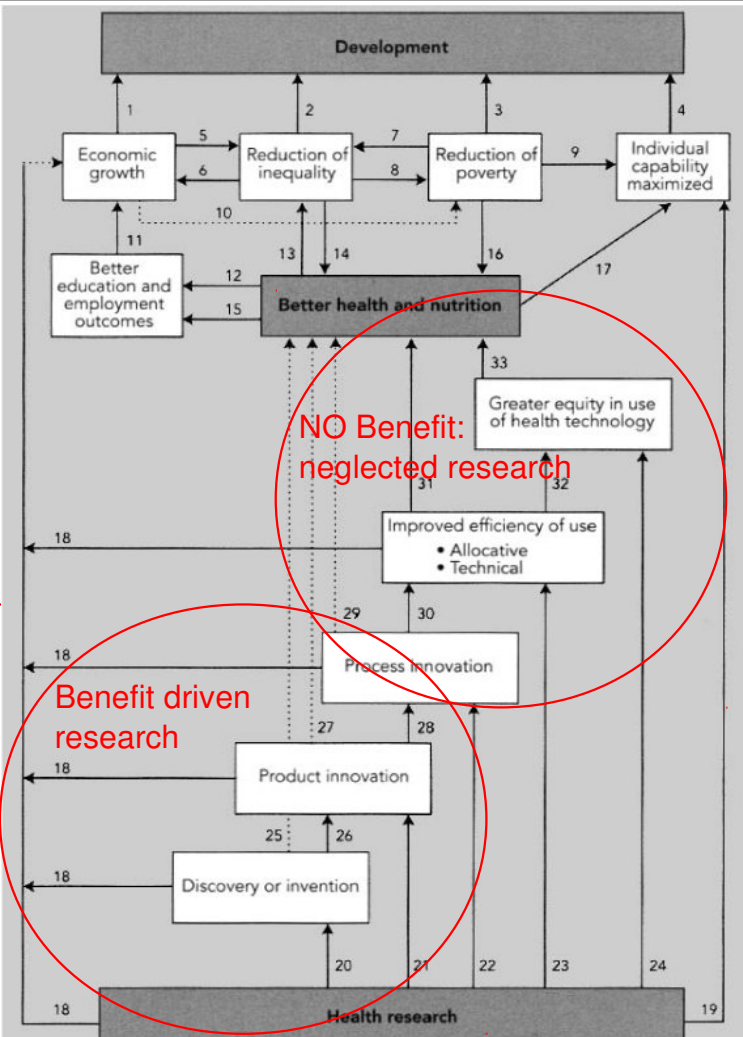 Development
1
2
3
4
5
7
9
Economic
growth
Reduction of
inequality
Reduction of
poverty
Individual
capability
maximized
6
8
10
11
13
14
16
17
Better
education and
employment
outcomes
12
15
Better health and nutrition
33
Greater equity in use
of health technology
NO Benefit:
neglected research
31
32
18
Improved efficiency of use
• Allocative
• Technical
29
30
18
Process innovation
Benefit driven
research
27
28
18
Product innovation
25
26
18
Discovery or invention
20
21
22
23
24
18
19
Health research